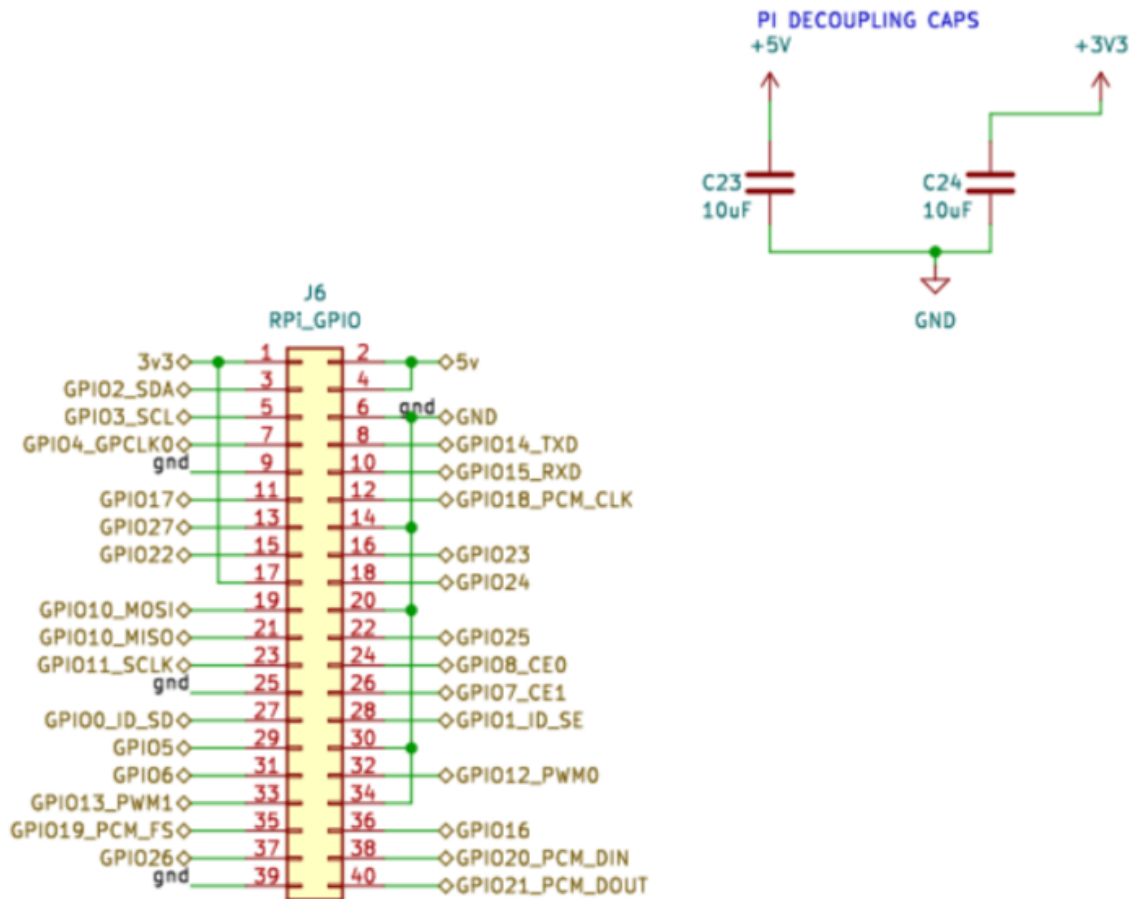 PI DECOUPLING CAPS
+5V +3V3
C23 C24
10uF 10uF
GND
J6
RPi_GPIO
3v3 1 2 5v
GPIO2_SDA 3 4
gnd
GPIO3_SCL 5 6 GND
GPIO4_GPCLK0 7 8 GPIO14_TXD
gnd 9 10 GPIO15_RXD
GPIO17 11 12 GPIO18_PCM_CLK
GPIO27 13 14
GPIO22 15 16 GPIO23
17 18 GPIO24
GPIO10_MOSI 19 20
GPIO10_MISO 21 22 GPIO25
GPIO11_SCLK 23 24 GPIO8_CE0
gnd 25 26 GPIO7_CE1
GPIO0_ID_SD 27 28 GPIO1_ID_SE
GPIO5 29 30
GPIO6 31 32 GPIO12_PWM0
GPIO13_PWM1 33 34
GPIO19_PCM_FS 35 36 GPIO16
GPIO26 37 38 GPIO20_PCM_DIN
gnd 39 40 GPIO21_PCM_DOUT